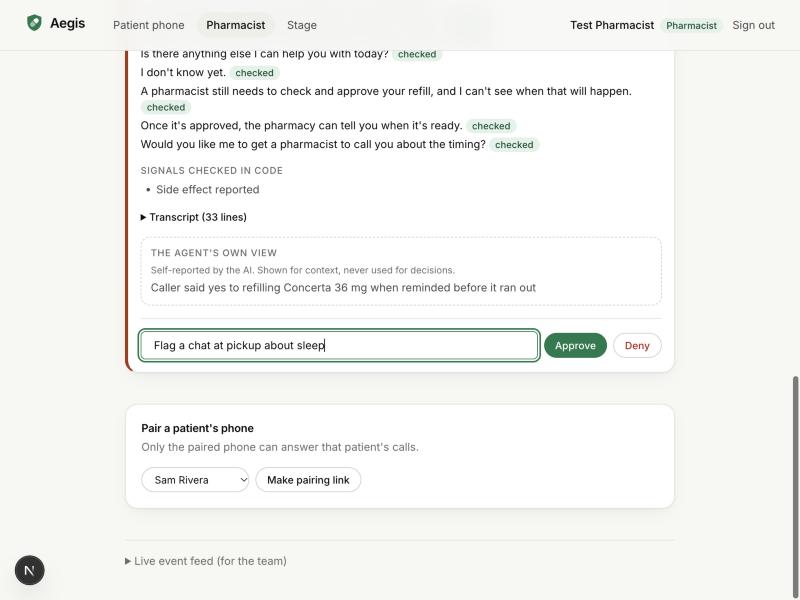 Aegis
Patient phone
Pharmacist
Stage
Test Pharmacist
Pharmacist
Sign out
Is there anything else I can help you with today? checked
I don't know yet. checked
A pharmacist still needs to check and approve your refill, and I can't see when that will happen.
checked
Once it's approved, the pharmacy can tell you when it's ready. checked
Would you like me to get a pharmacist to call you about the timing? checked
SIGNALS CHECKED IN CODE
• Side effect reported
Transcript (33 lines)
THE AGENT'S OWN VIEW
Self-reported by the AI. Shown for context, never used for decisions.
Caller said yes to refilling Concerta 36 mg when reminded before it ran out
Flag a chat at pickup about sleep
Approve
Deny
Pair a patient's phone
Only the paired phone can answer that patient's calls.
Sam Rivera
Make pairing link
Live event feed (for the team)
N